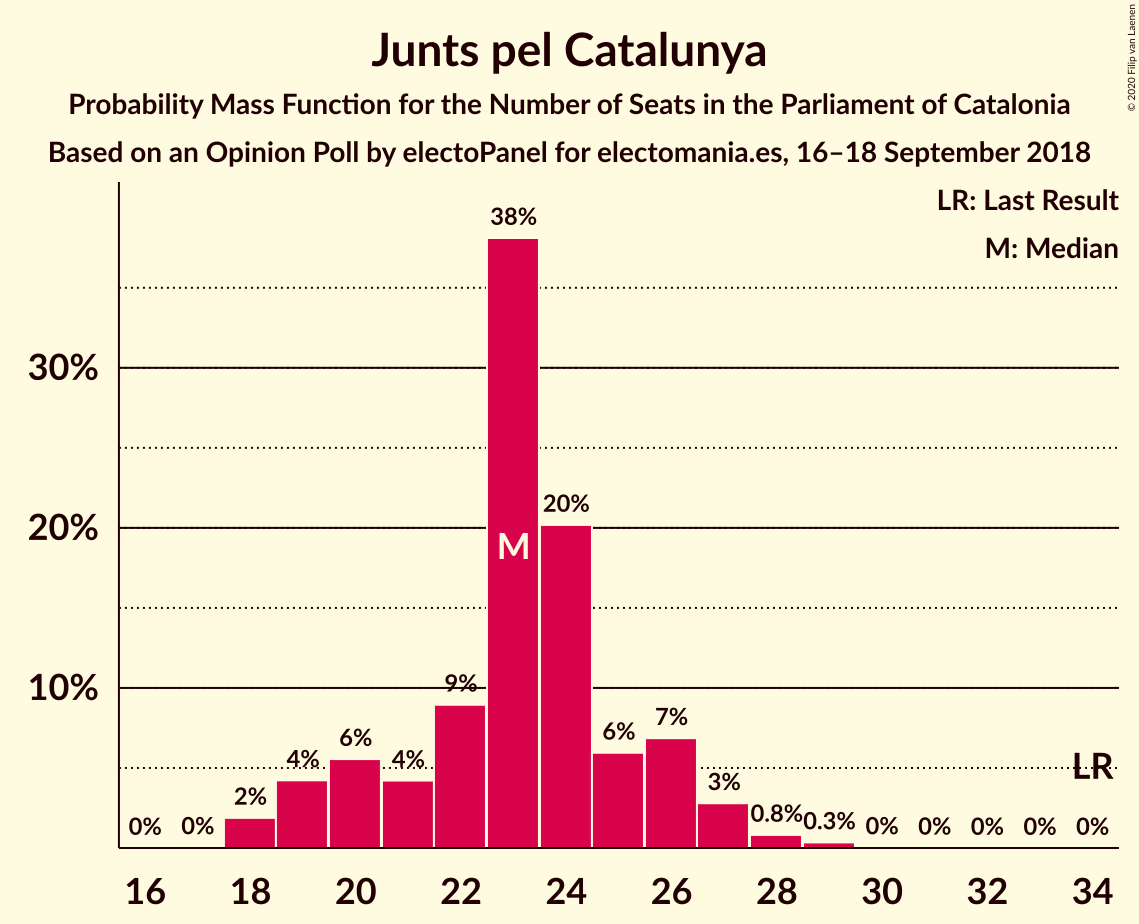 Junts pel Catalunya
Probability Mass Function for the Number of Seats in the Parliament of Catalonia
Based on an Opinion Poll by electoPanel for electomania.es, 16–18 September 2018
© 2020 Filip van Laenen
LR: Last Result
M: Median
30%
20%
10%
0% 0% 2% 4% 6% 4% 9% 38% 20% 6% 7% 3% 0.8% 0.3% 0% 0% 0% 0% 0%
M
LR
16 18 20 22 24 26 28 30 32 34